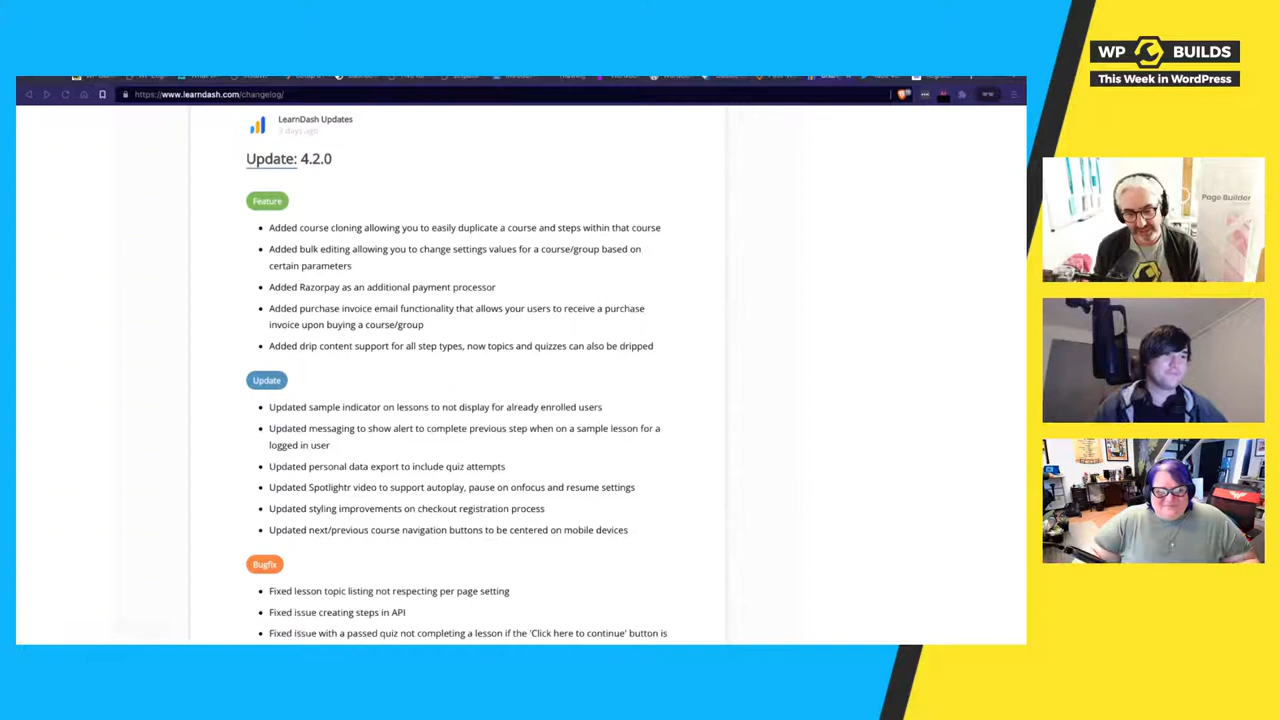 WP BUILDS
This Week in WordPress
https://www.learndash.com/changelog/
LearnDash Updates
3 days ago
Update: 4.2.0
Feature
Added course cloning allowing you to easily duplicate a course and steps within that course
Added bulk editing allowing you to change settings values for a course/group based on
certain parameters
Added Razorpay as an additional payment processor
Added purchase invoice email functionality that allows your users to receive a purchase
invoice upon buying a course/group
Added drip content support for all step types, now topics and quizzes can also be dripped
Update
Updated sample indicator on lessons to not display for already enrolled users
Updated messaging to show alert to complete previous step when on a sample lesson for a
logged in user
Updated personal data export to include quiz attempts
Updated Spotlightr video to support autoplay, pause on onfocus and resume settings
Updated styling improvements on checkout registration process
Updated next/previous course navigation buttons to be centered on mobile devices
Bugfix
Fixed lesson topic listing not respecting per page setting
Fixed issue creating steps in API
Fixed issue with a passed quiz not completing a lesson if the 'Click here to continue' button is
Page Builder